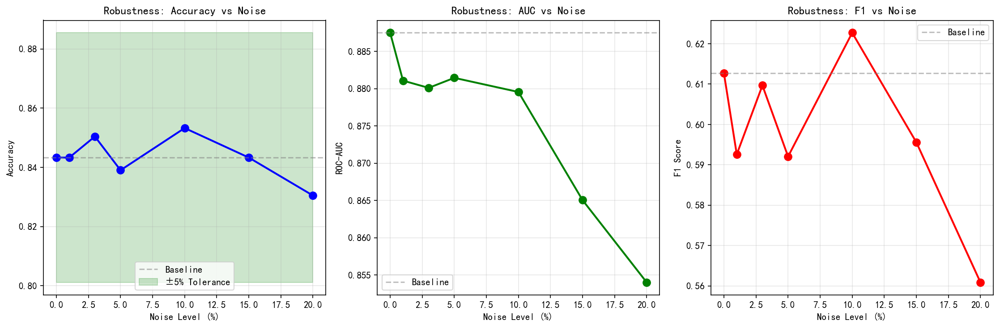 Robustness: Accuracy vs Noise
Accuracy
0.88
0.86
0.84
0.82
0.80
Baseline
±5% Tolerance
0.0 2.5 5.0 7.5 10.0 12.5 15.0 17.5 20.0
Noise Level (%)
Robustness: AUC vs Noise
ROC-AUC
0.885
0.880
0.875
0.870
0.865
0.860
0.855
Baseline
0.0 2.5 5.0 7.5 10.0 12.5 15.0 17.5 20.0
Noise Level (%)
Robustness: F1 vs Noise
F1 Score
Baseline
0.62
0.61
0.60
0.59
0.58
0.57
0.56
0.0 2.5 5.0 7.5 10.0 12.5 15.0 17.5 20.0
Noise Level (%)